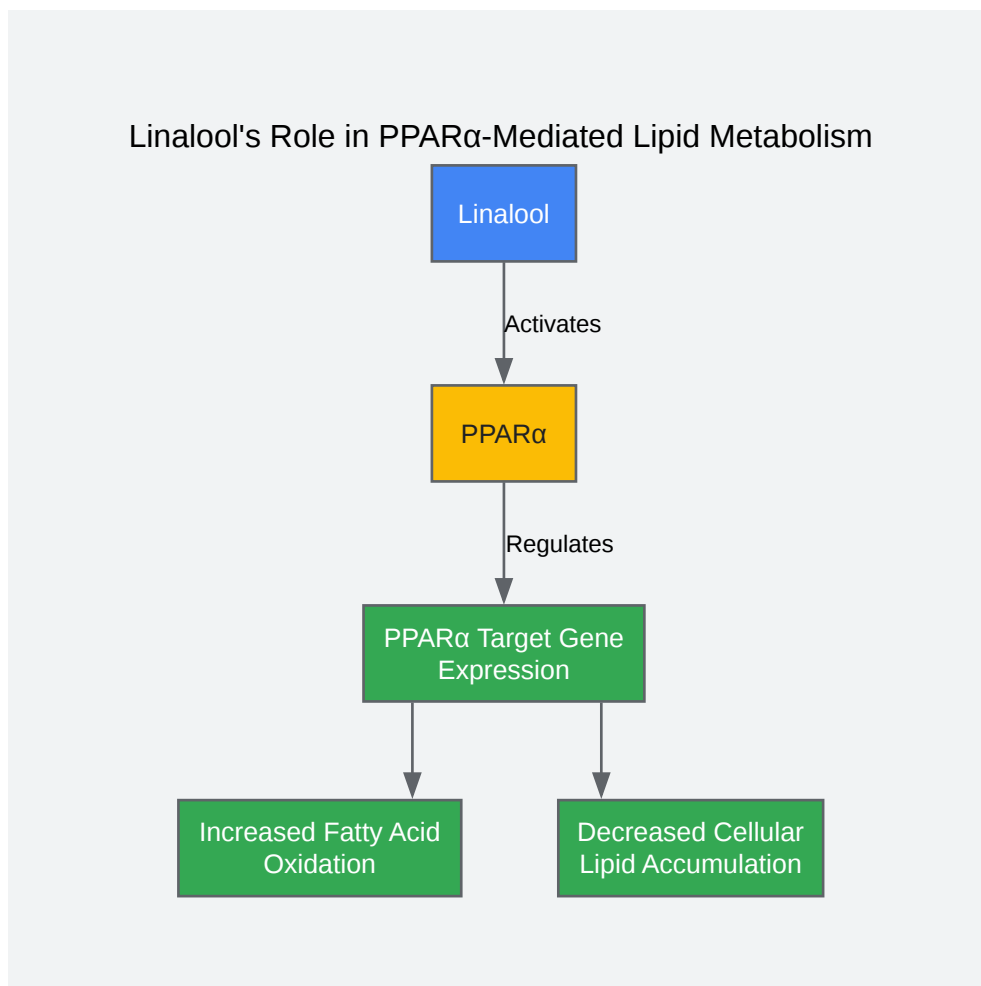 Linalool's Role in PPARα-Mediated Lipid Metabolism
Linalool
Activates
PPARα
Regulates
PPARα Target Gene
Expression
Increased Fatty Acid
Oxidation
Decreased Cellular
Lipid Accumulation